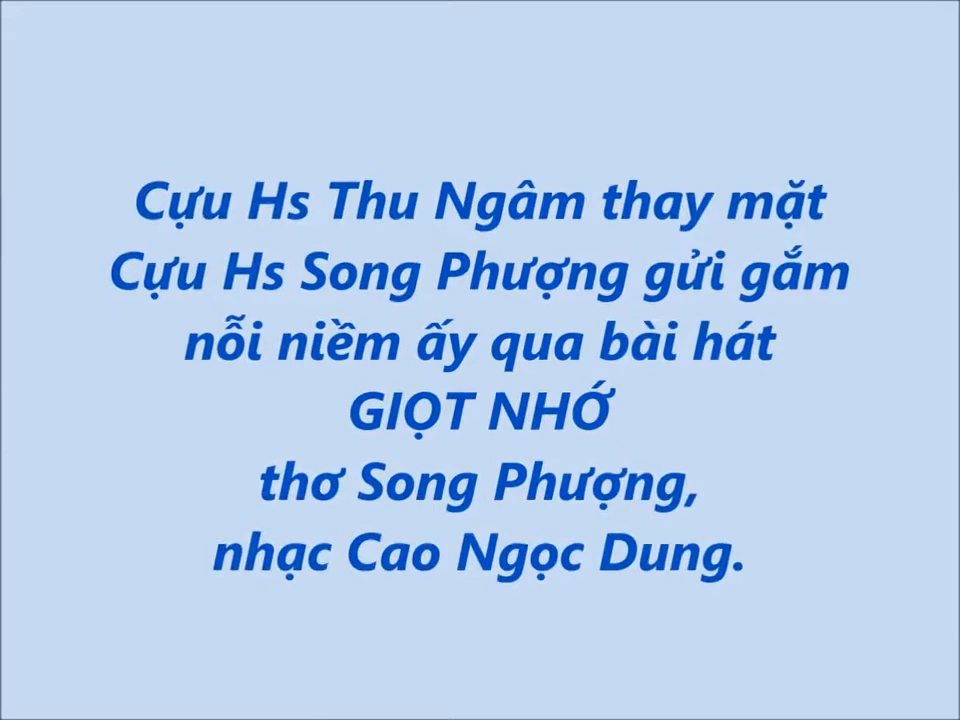 Cựu Hs Thu Ngâm thay mặt
Cựu Hs Song Phượng gửi gắm
nỗi niềm ấy qua bài hát
GIỌT NHỚ
thơ Song Phượng,
nhạc Cao Ngọc Dung.